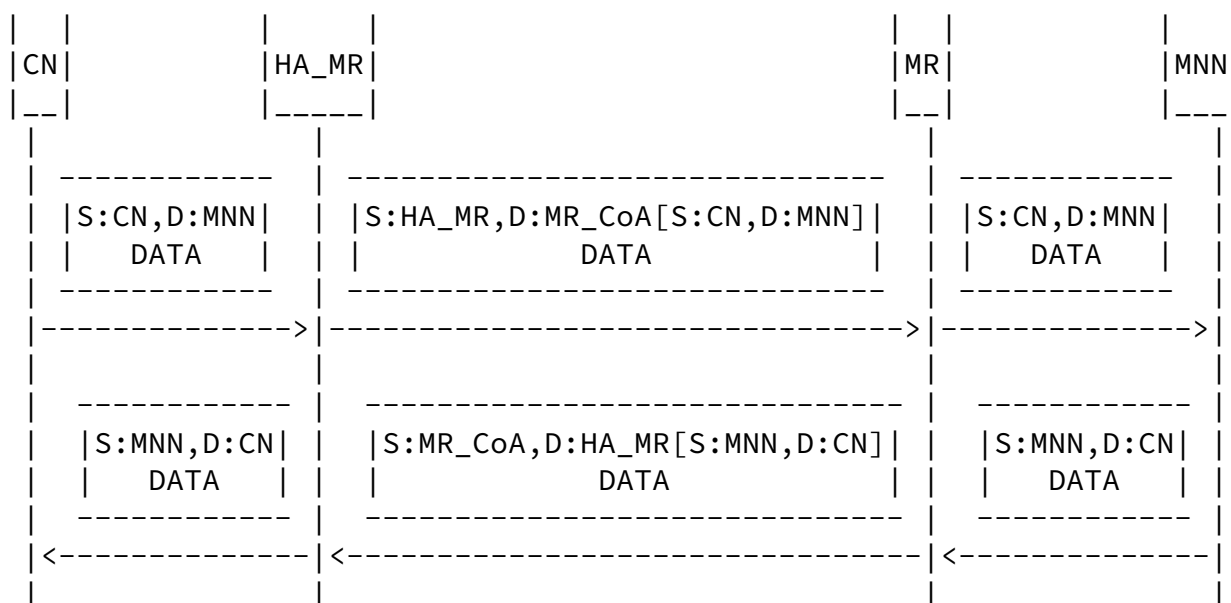 CN HA_MR MR MNN
S:CN,D:MNN S:HA_MR,D:MR_CoA[S:CN,D:MNN] S:CN,D:MNN
DATA DATA DATA
S:MNN,D:CN S:MR_CoA,D:HA_MR[S:MNN,D:CN] S:MNN,D:CN
DATA DATA DATA